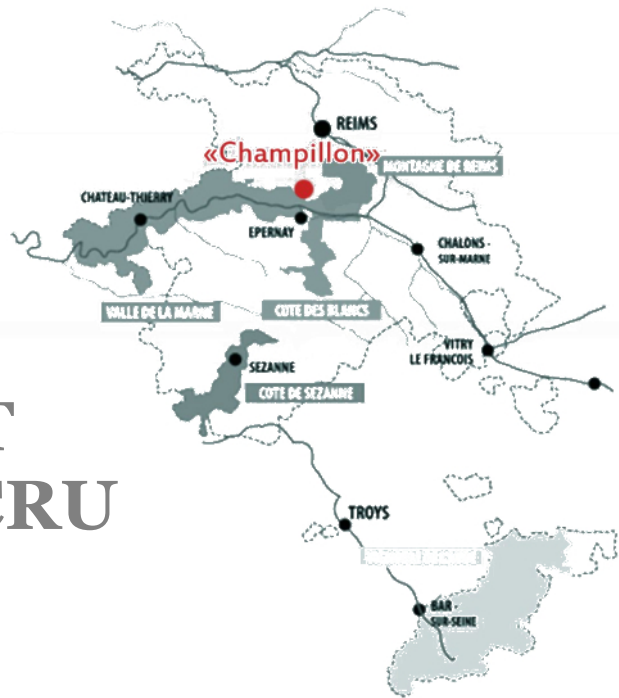 REIMS
«Champillon»
MONTAGNE DE REIMS
CHATEAU-THIERRY
EPERNAY
CHALONS -
SUR-MARNE
VALLE DE LA MARNE
COTE DES BLANCS
VITRY
LE FRANCOIS
SEZANNE
COTE DE SEZANNE
T
CRU
TROYS
BAR -
SUR-SEINE